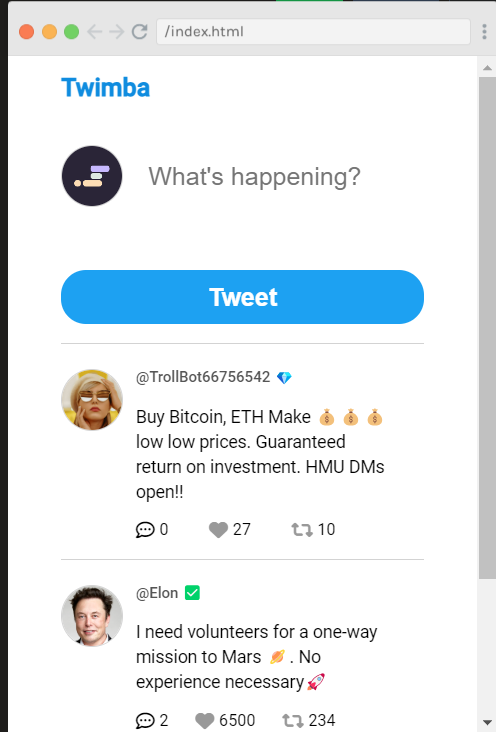 /index.html
Twimba
What's happening?
Tweet
@TrollBot66756542 💎
Buy Bitcoin, ETH Make 💰 💰 💰
low low prices. Guaranteed
return on investment. HMU DMs
open!!
0 27 10
@Elon ✅
I need volunteers for a one-way
mission to Mars 🪐. No
experience necessary🚀
2 6500 234